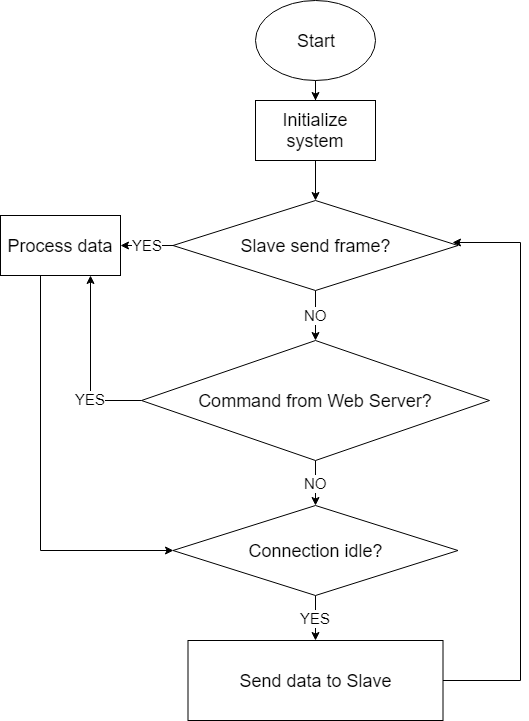 Start
Initialize
system
Process data
YES
Slave send frame?
NO
YES
Command from Web Server?
NO
Connection idle?
YES
Send data to Slave